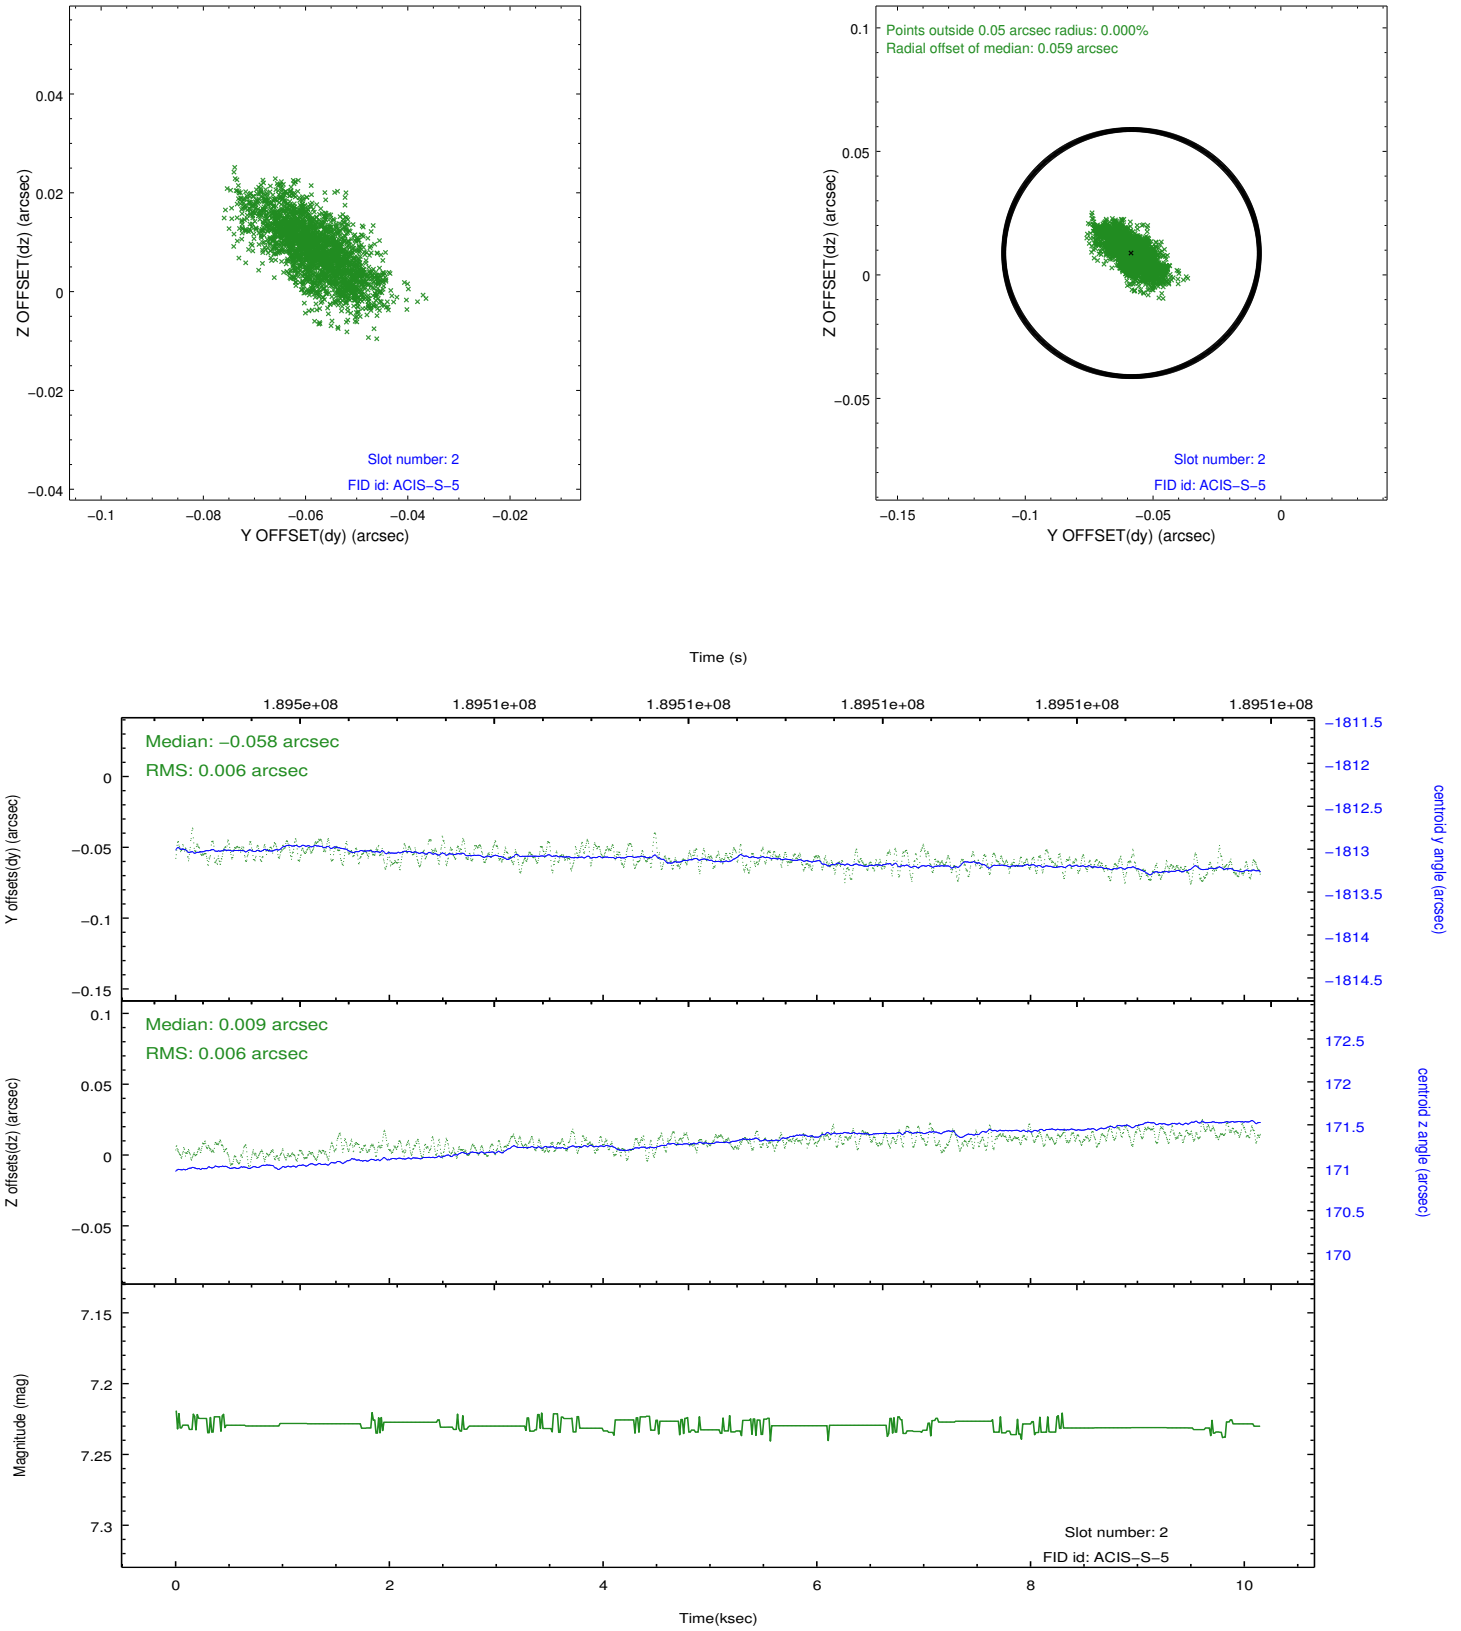 0.04
0.02
0
−0.02
−0.04
Z OFFSET(dz) (arcsec)
Slot number: 2
FID id: ACIS−S−5
−0.1
−0.08
−0.06
−0.04
−0.02
Y OFFSET(dy) (arcsec)
Points outside 0.05 arcsec radius: 0.000%
Radial offset of median: 0.059 arcsec
0.1
0.05
0
−0.05
Z OFFSET(dz) (arcsec)
Slot number: 2
FID id: ACIS−S−5
−0.15
−0.1
−0.05
0
Y OFFSET(dy) (arcsec)
Time (s)
1.895e+08
1.8951e+08
1.8951e+08
1.8951e+08
1.8951e+08
1.8951e+08
Median: −0.058 arcsec
RMS: 0.006 arcsec
0
−0.05
−0.1
−0.15
Y offsets(dy) (arcsec)
−1811.5
−1812
−1812.5
−1813
−1813.5
−1814
−1814.5
centroid y angle (arcsec)
Median: 0.009 arcsec
RMS: 0.006 arcsec
0.1
0.05
0
−0.05
Z offsets(dz) (arcsec)
172.5
172
171.5
171
170.5
170
centroid z angle (arcsec)
7.15
7.2
7.25
7.3
Magnitude (mag)
Slot number: 2
FID id: ACIS−S−5
0
2
4
6
8
10
Time(ksec)